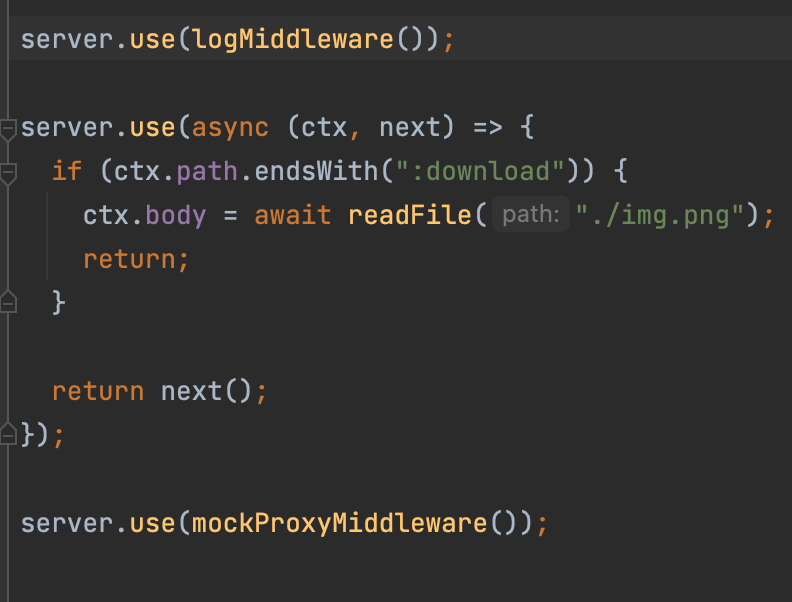 server.use(logMiddleware());
server.use(async (ctx, next) => {
if (ctx.path.endsWith(":download")) {
ctx.body = await readFile( path: "./img.png");
return;
}
return next();
});
server.use(mockProxyMiddleware());